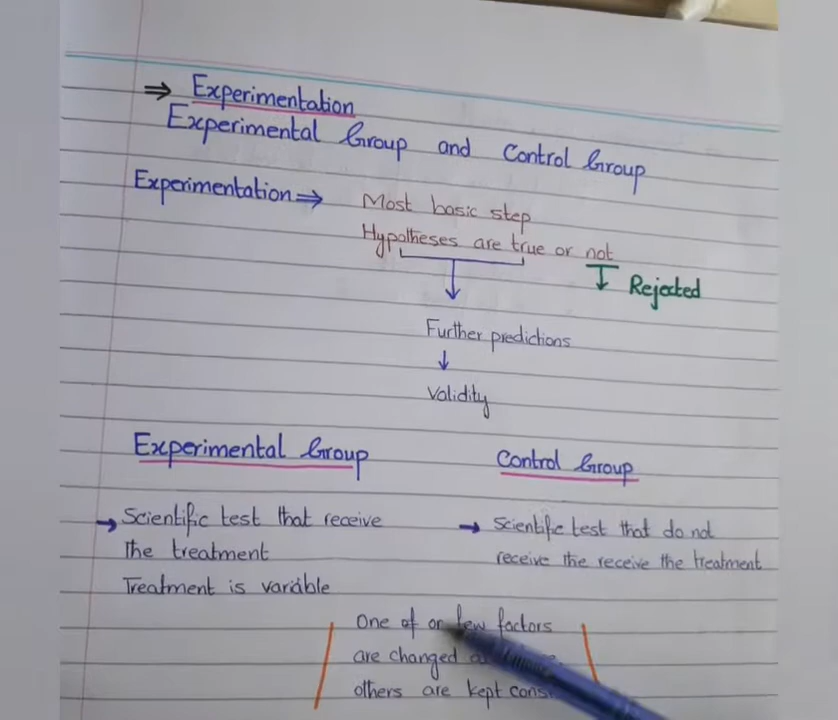 ⇒ Experimentation
Experimental Group and Control Group
Experimentation ⇒ Most basic step
Hypotheses are true or not
↓ Rejected
↓
Further predictions
↓
Validity
Experimental Group
→ Scientific test that receive
the treatment
Treatment is variable
Control Group
→ Scientific test that do not
receive the receive the treatment
One of or few factors
are changed
others are kept